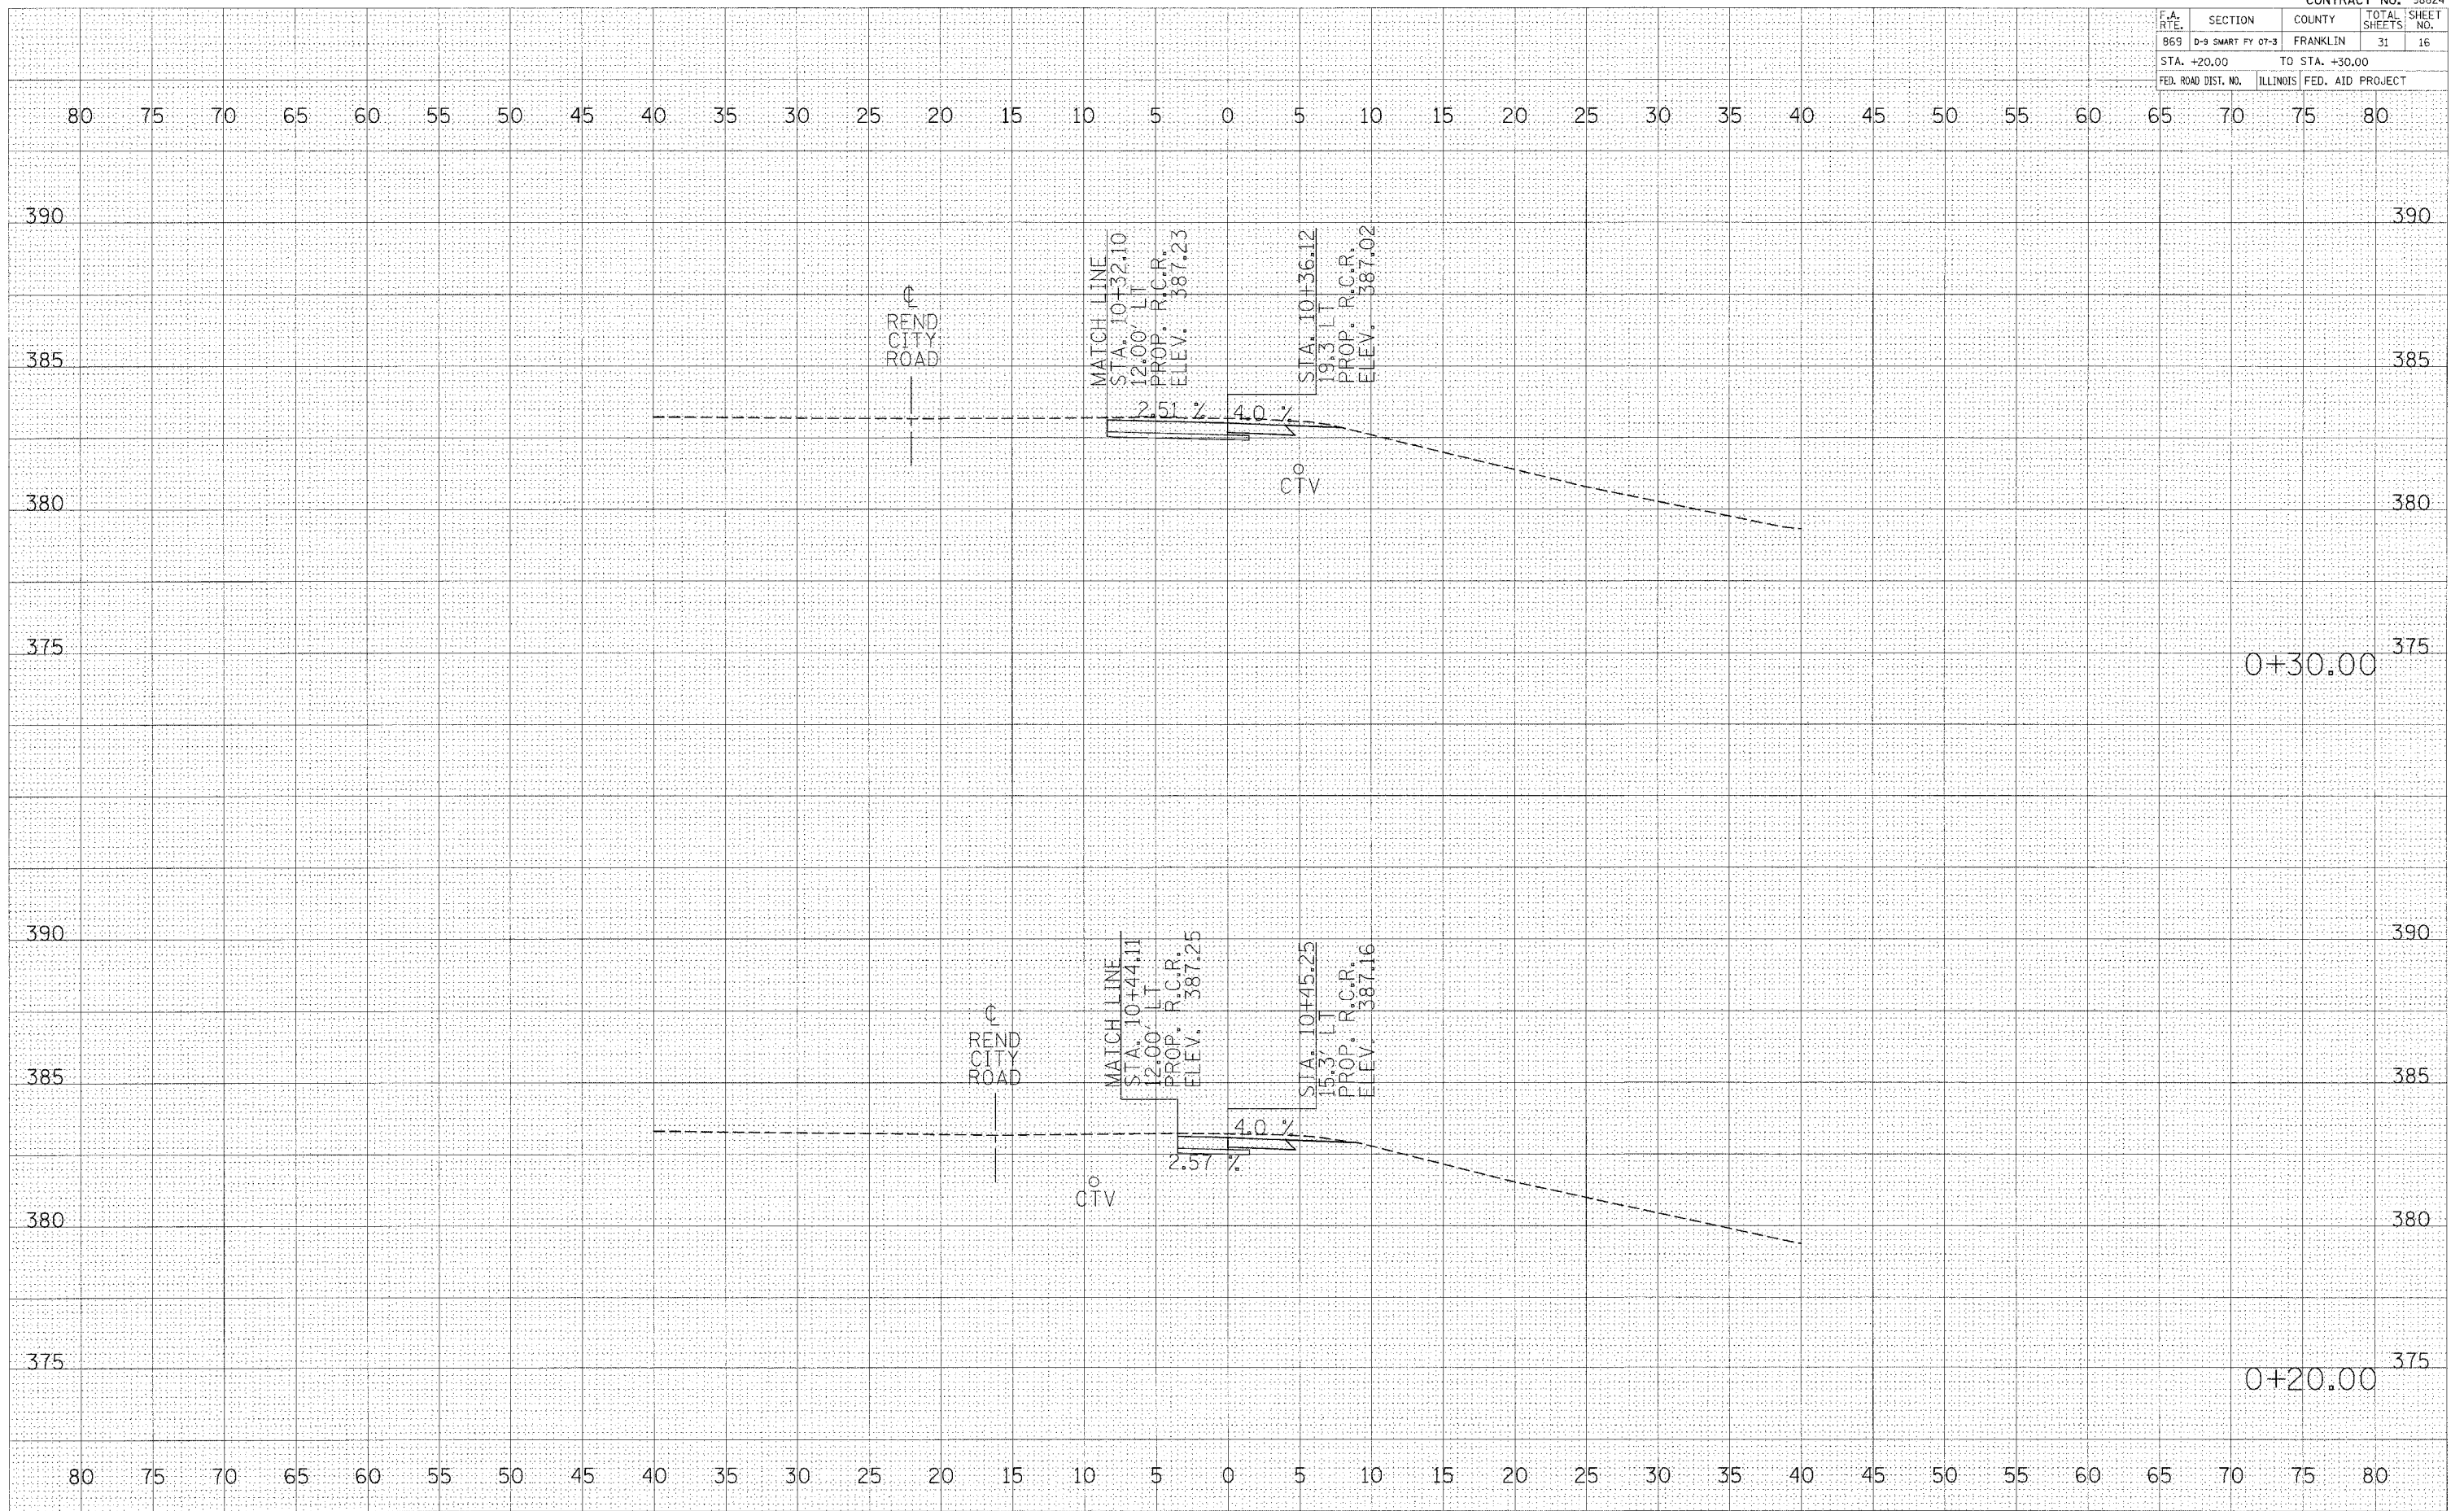 CONTRACT NO.
F.A. RTE. SECTION COUNTY TOTAL SHEETS SHEET NO.
869 D-9 SMART FY 07-3 FRANKLIN 31 16
STA. +20.00 TO STA. +30.00
FED. ROAD DIST. NO. ILLINOIS FED. AID PROJECT
80 75 70 65 60 55 50 45 40 35 30 25 20 15 10 5 0 5 10 15 20 25 30 35 40 45 50 55 60 65 70 75 80
390 390
MATCH LINE
STA. 10+32.10
12.00' LT
PROP. R.C.R.
ELEV. 387.23
STA. 10+36.12
19.3' LT
PROP. R.C.R.
ELEV. 387.02
℄
REND
CITY
ROAD
385 385
2.51 % 4.0 %
CTV
380 380
375 375
0+30.00
390 390
MATCH LINE
STA. 10+44.11
12.00' LT
PROP. R.C.R.
ELEV. 387.25
STA. 10+45.25
15.3' LT
PROP. R.C.R.
ELEV. 387.16
℄
REND
CITY
ROAD
385 385
4.0 %
2.57 %
CTV
380 380
375 375
0+20.00
80 75 70 65 60 55 50 45 40 35 30 25 20 15 10 5 0 5 10 15 20 25 30 35 40 45 50 55 60 65 70 75 80